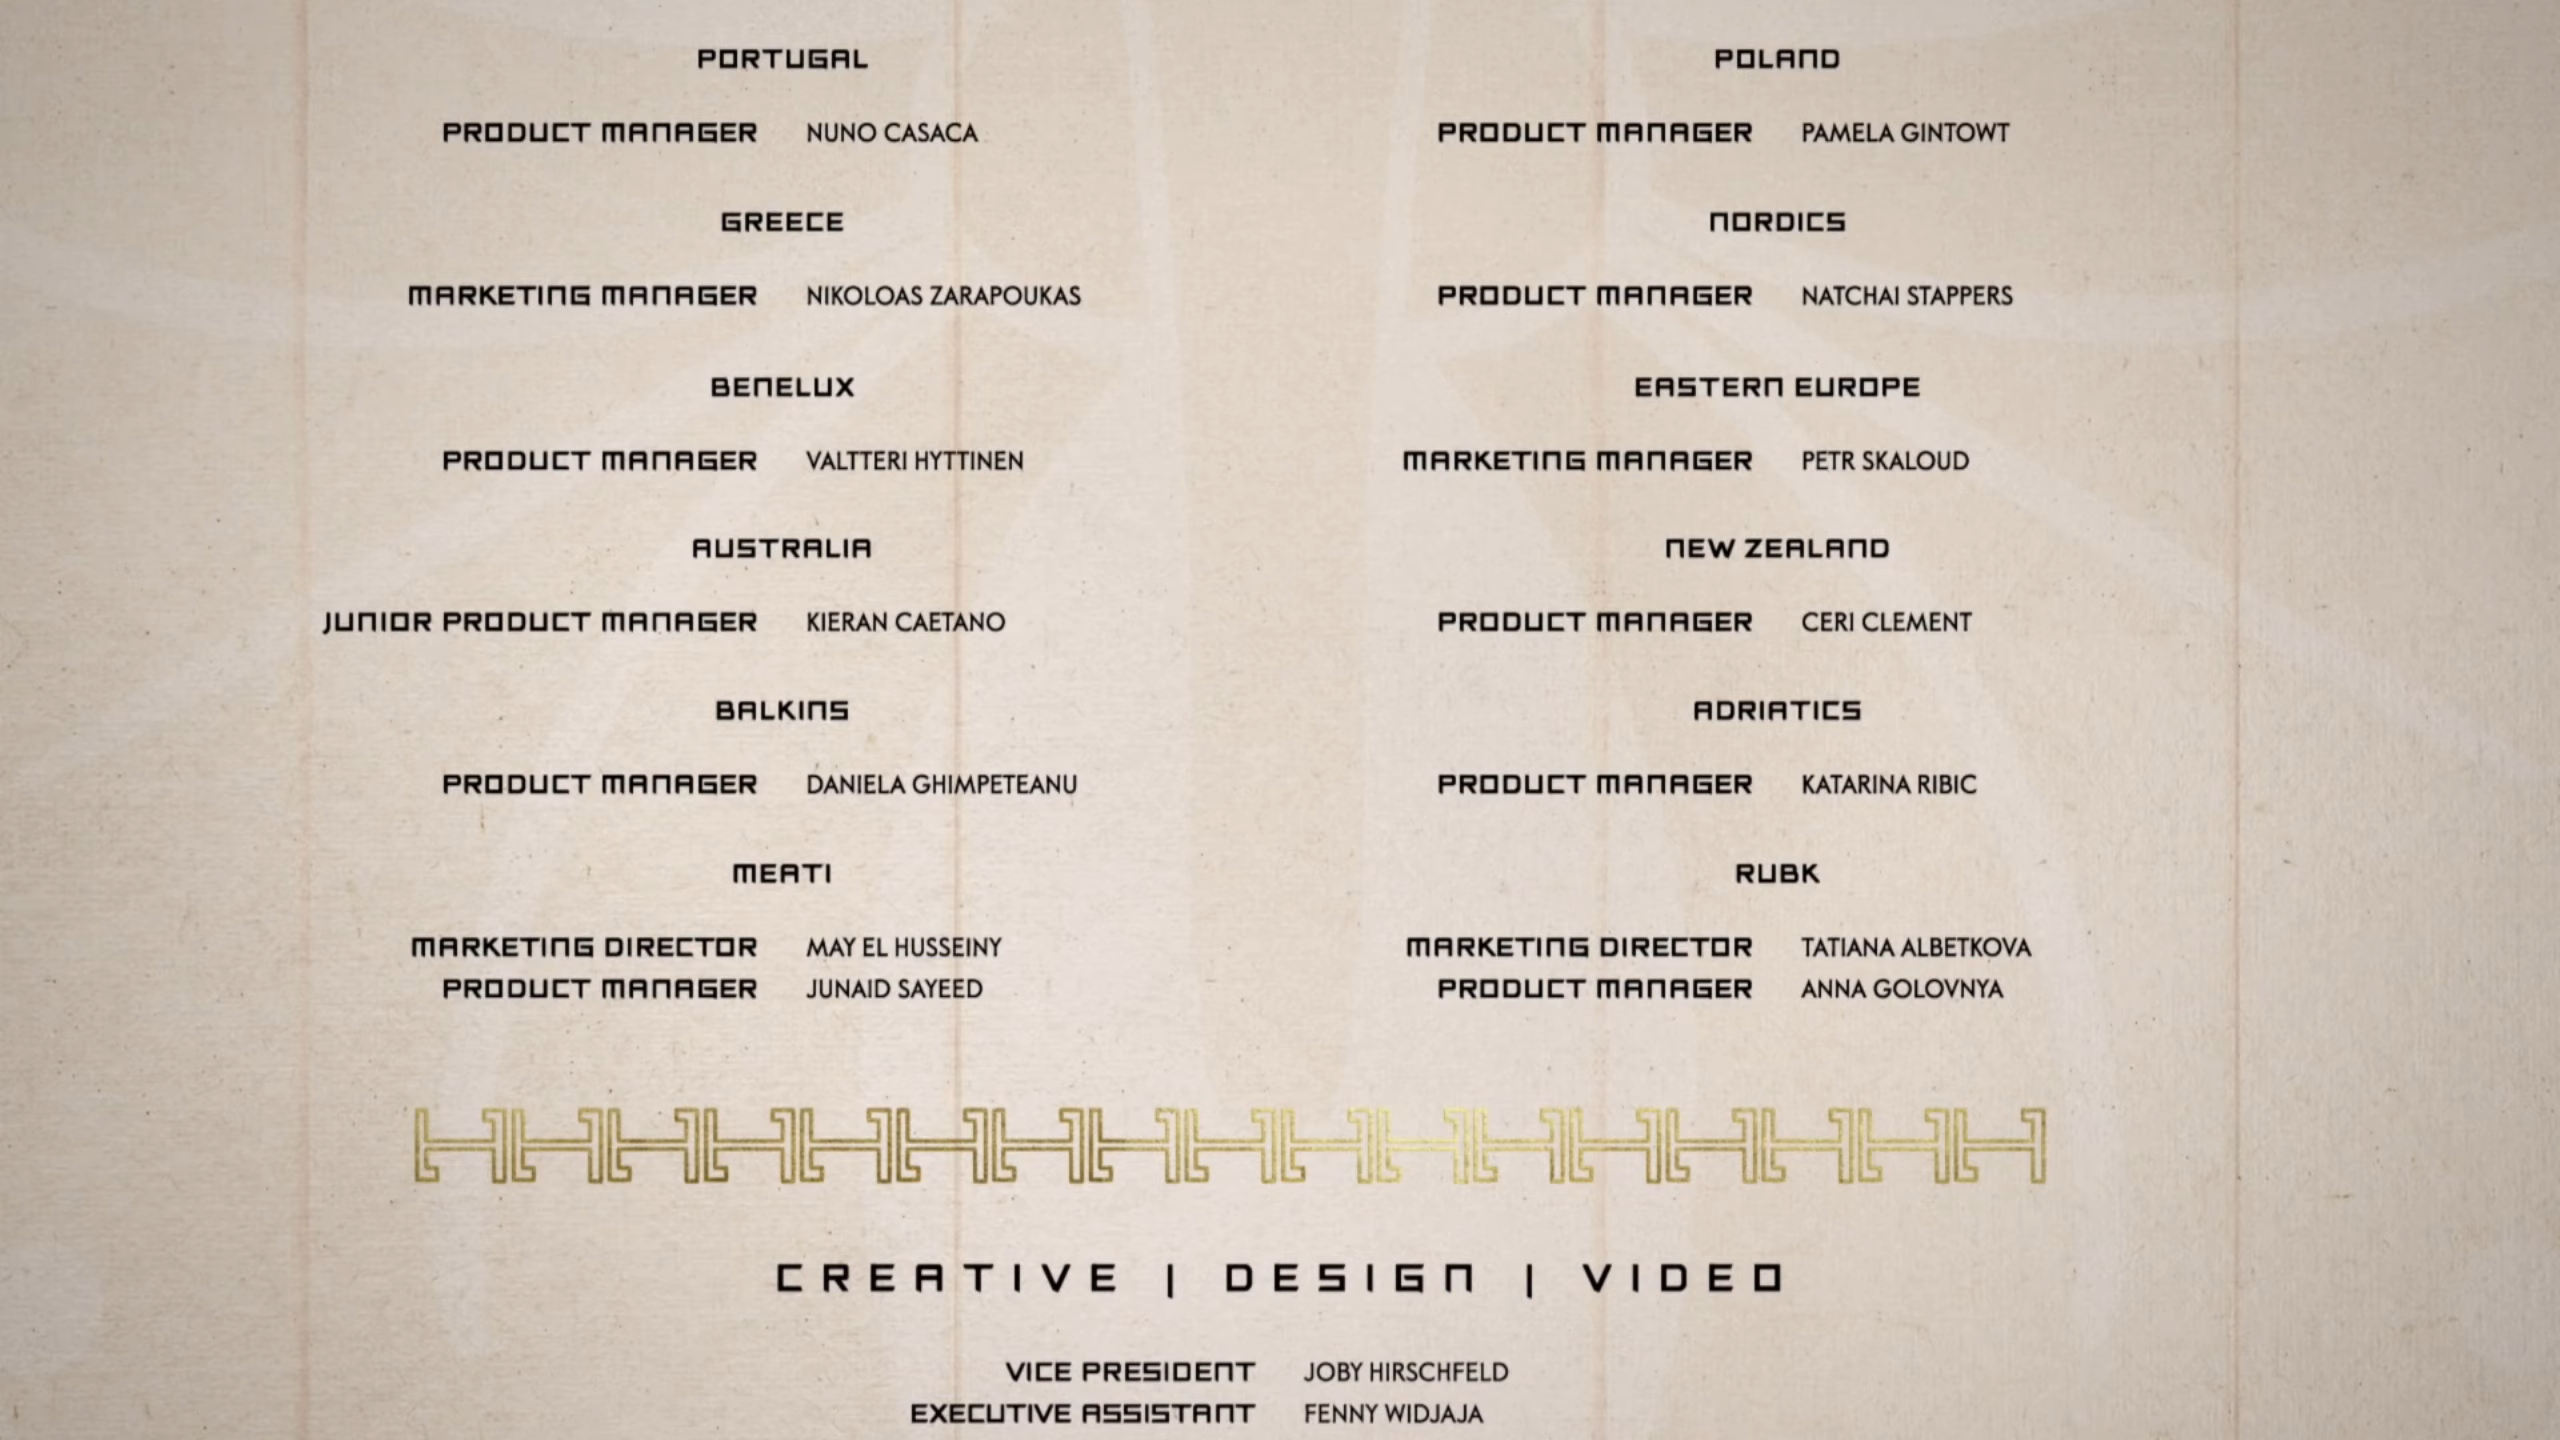 PORTUGAL
PRODUCT MANAGER NUNO CASACA
GREECE
MARKETING MANAGER NIKOLOAS ZARAPOUKAS
BENELUX
PRODUCT MANAGER VALTTERI HYTTINEN
AUSTRALIA
JUNIOR PRODUCT MANAGER KIERAN CAETANO
BALKINS
PRODUCT MANAGER DANIELA GHIMPETEANU
MEATI
MARKETING DIRECTOR MAY EL HUSSEINY
PRODUCT MANAGER JUNAID SAYEED
POLAND
PRODUCT MANAGER PAMELA GINTOWT
NORDICS
PRODUCT MANAGER NATCHAI STAPPERS
EASTERN EUROPE
MARKETING MANAGER PETR SKALOUD
NEW ZEALAND
PRODUCT MANAGER CERI CLEMENT
ADRIATICS
PRODUCT MANAGER KATARINA RIBIC
RUBK
MARKETING DIRECTOR TATIANA ALBETKOVA
PRODUCT MANAGER ANNA GOLOVNYA
CREATIVE | DESIGN | VIDEO
VICE PRESIDENT JOBY HIRSCHFELD
EXECUTIVE ASSISTANT FENNY WIDJAJA